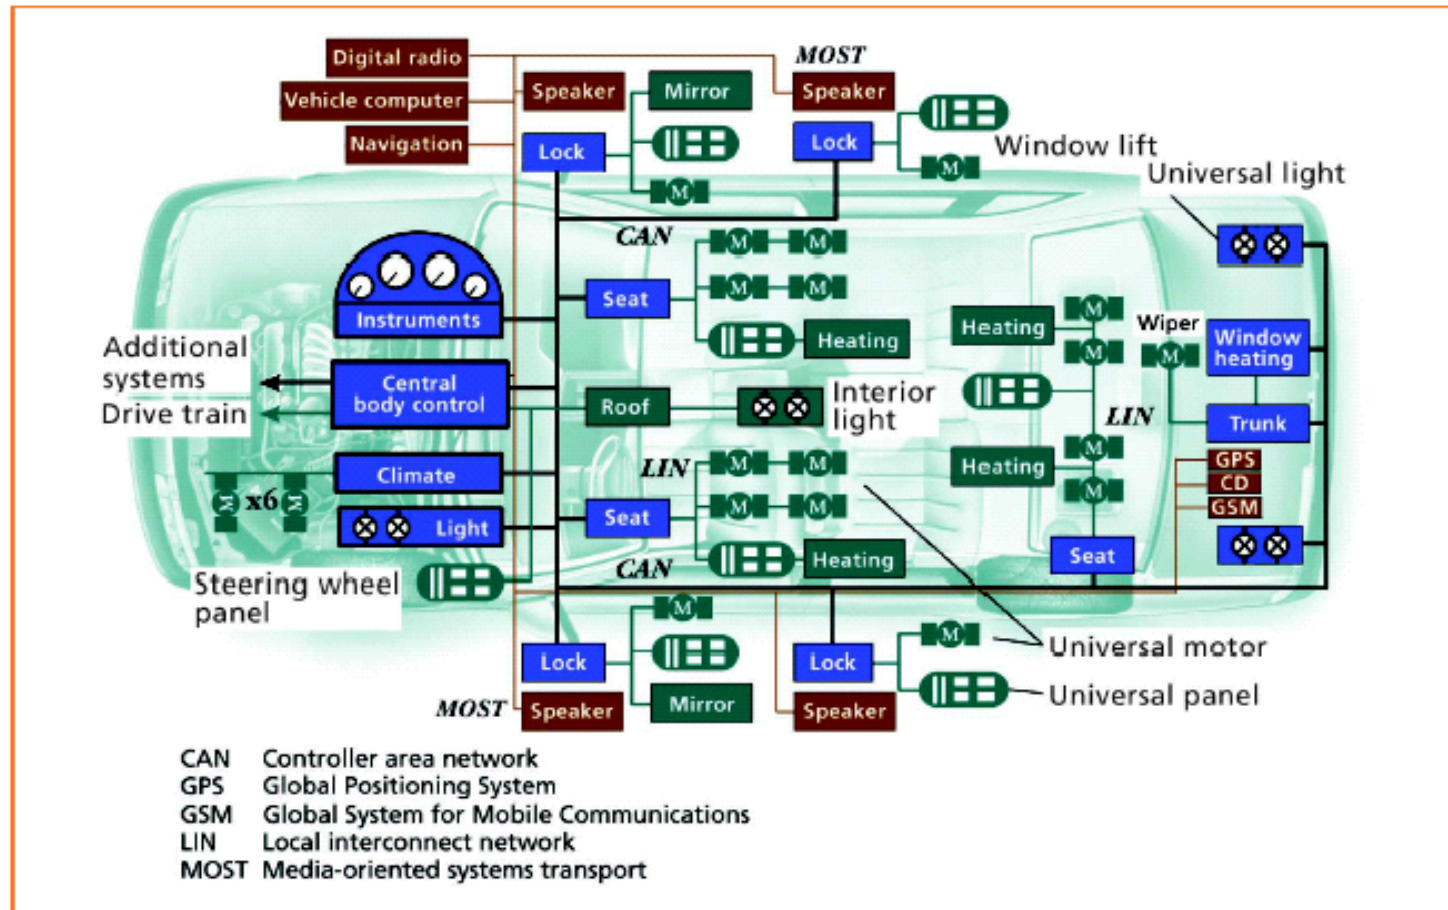 Digital radio
MOST
Vehicle computer
Speaker
Mirror
Speaker
Navigation
Lock
Lock
Window lift
M
M
Universal light
CAN
M
M
Instruments
Seat
M
M
Heating
Heating
M
M
Wiper
M
Window
heating
Additional
systems
Drive train
Central
body control
Roof
Interior
light
LIN
Trunk
Climate
LIN
M
M
Heating
M
M
GPS
CD
GSM
M
x6
M
Light
Seat
M
M
CAN
Heating
Seat
Steering wheel
panel
M
M
Lock
Lock
Universal motor
MOST
Speaker
Mirror
Speaker
Universal panel
CAN Controller area network
GPS Global Positioning System
GSM Global System for Mobile Communications
LIN Local interconnect network
MOST Media-oriented systems transport